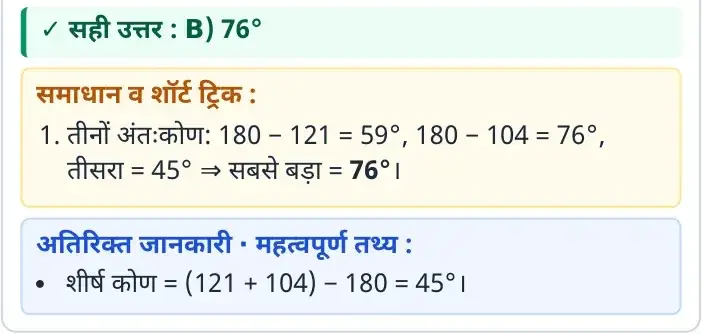 ✓ सही उत्तर : B) 76°
समाधान व शॉर्ट ट्रिक :
1. तीनों अंतःकोण: 180 − 121 = 59°, 180 − 104 = 76°,
तीसरा = 45° ⇒ सबसे बड़ा = 76°।
अतिरिक्त जानकारी · महत्वपूर्ण तथ्य :
• शीर्ष कोण = (121 + 104) − 180 = 45°।